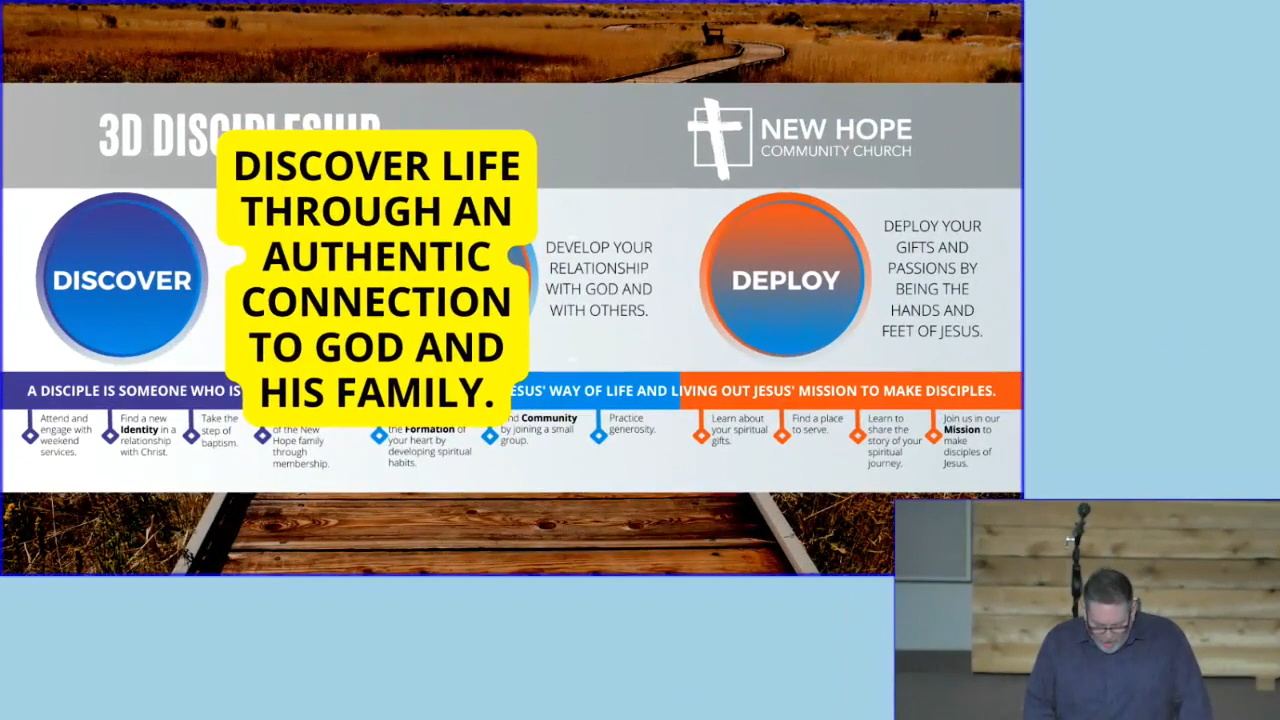 3D DISCIPLESHIP
NEW HOPE
COMMUNITY CHURCH
DISCOVER
DISCOVER LIFE
THROUGH AN
AUTHENTIC
CONNECTION
TO GOD AND
HIS FAMILY.
DEVELOP YOUR
RELATIONSHIP
WITH GOD AND
WITH OTHERS.
DEPLOY
DEPLOY YOUR
GIFTS AND
PASSIONS BY
BEING THE
HANDS AND
FEET OF JESUS.
A DISCIPLE IS SOMEONE WHO IS JESUS' WAY OF LIFE AND LIVING OUT JESUS' MISSION TO MAKE DISCIPLES.
Attend and
engage with
weekend
services.
Find a new
Identity in a
relationship
with Christ.
Take the
step of
baptism.
of the New
Hope family
through
membership.
the Formation of
your heart by
developing spiritual
habits.
Community
by joining a small
group.
Practice
generosity.
Learn about
your spiritual
gifts.
Find a place
to serve.
Learn to
share the
story of your
spiritual
journey.
Join us in our
Mission to
make
disciples of
Jesus.